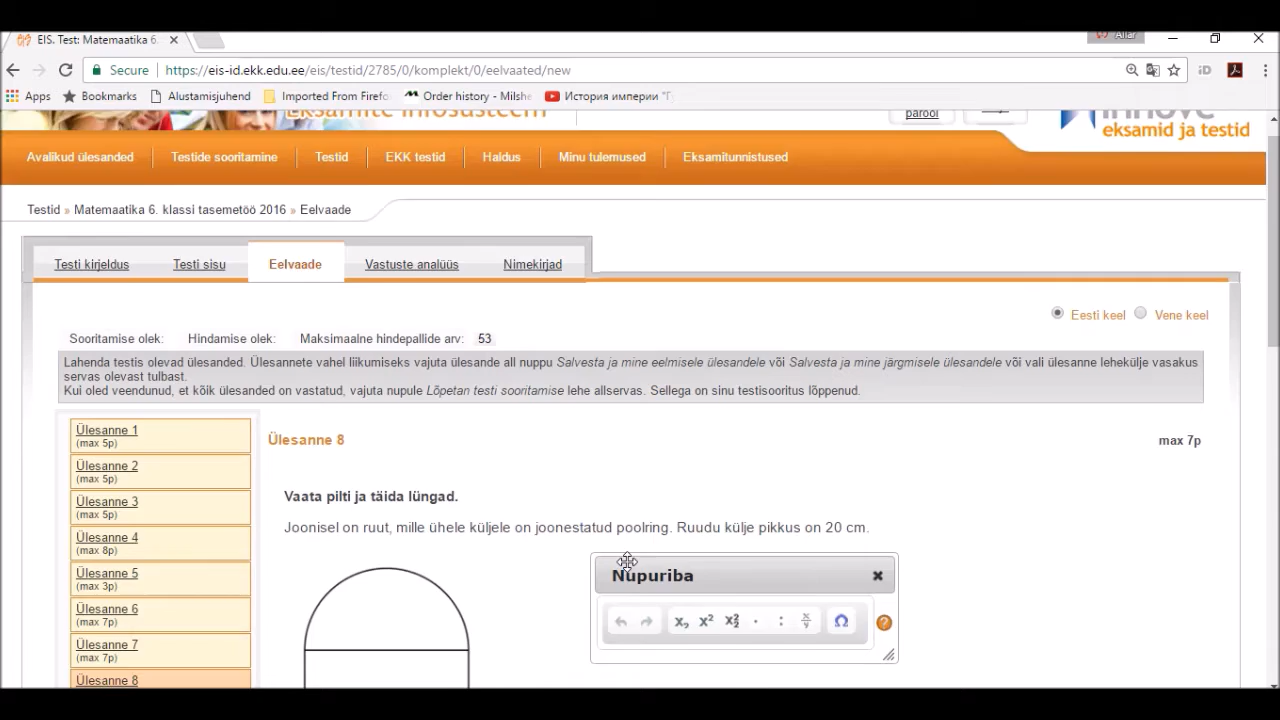 EIS. Test: Matemaatika 6.
Allar
Secure
https://eis-id.ekk.edu.ee/eis/testid/2785/0/komplekt/0/eelvaated/new
Apps
Bookmarks
Alustamisjuhend
Imported From Firefo
Order history - Milshe
История империи "Г
Eksamite infosüsteem
parool
innove
eksamid ja testid
Avalikud ülesanded
Testide sooritamine
Testid
EKK testid
Haldus
Minu tulemused
Eksamitunnistused
Testid » Matemaatika 6. klassi tasemetöö 2016 » Eelvaade
Testi kirjeldus
Testi sisu
Eelvaade
Vastuste analüüs
Nimekirjad
Eesti keel
Vene keel
Sooritamise olek: Hindamise olek: Maksimaalne hindepallide arv: 53
Lahenda testis olevad ülesanded. Ülesannete vahel liikumiseks vajuta ülesande all nuppu Salvesta ja mine eelmisele ülesandele või Salvesta ja mine järgmisele ülesandele või vali ülesanne lehekülje vasakus
servas olevast tulbast.
Kui oled veendunud, et kõik ülesanded on vastatud, vajuta nupule Lõpetan testi sooritamise lehe allservas. Sellega on sinu testisooritus lõppenud.
Ülesanne 1
(max 5p)
Ülesanne 2
(max 5p)
Ülesanne 3
(max 5p)
Ülesanne 4
(max 8p)
Ülesanne 5
(max 3p)
Ülesanne 6
(max 7p)
Ülesanne 7
(max 7p)
Ülesanne 8
Ülesanne 8
max 7p
Vaata pilti ja täida lüngad.
Joonisel on ruut, mille ühele küljele on joonestatud poolring. Ruudu külje pikkus on 20 cm.
Nupuriba
x₂ x² x²₂ · : x/y Ω ?